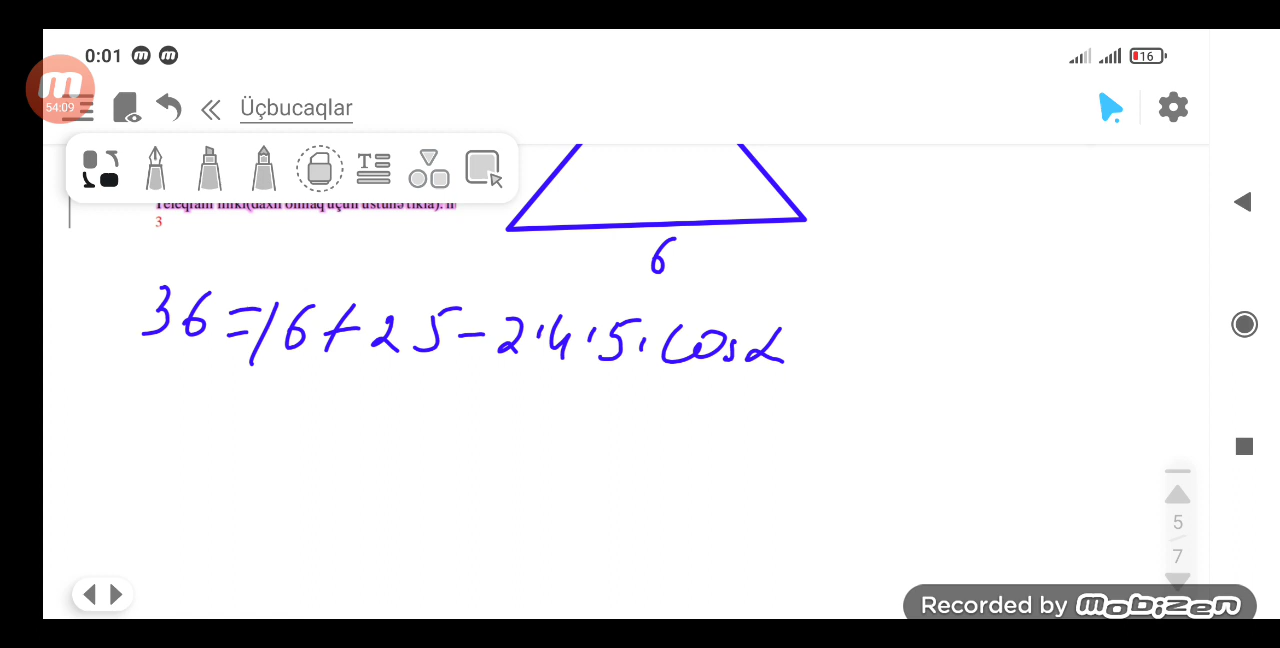 0:01
16
54:09
Üçbucaqlar
T
3
6
36=16+25-2·4·5·cosα
5
7
Recorded by mobizen